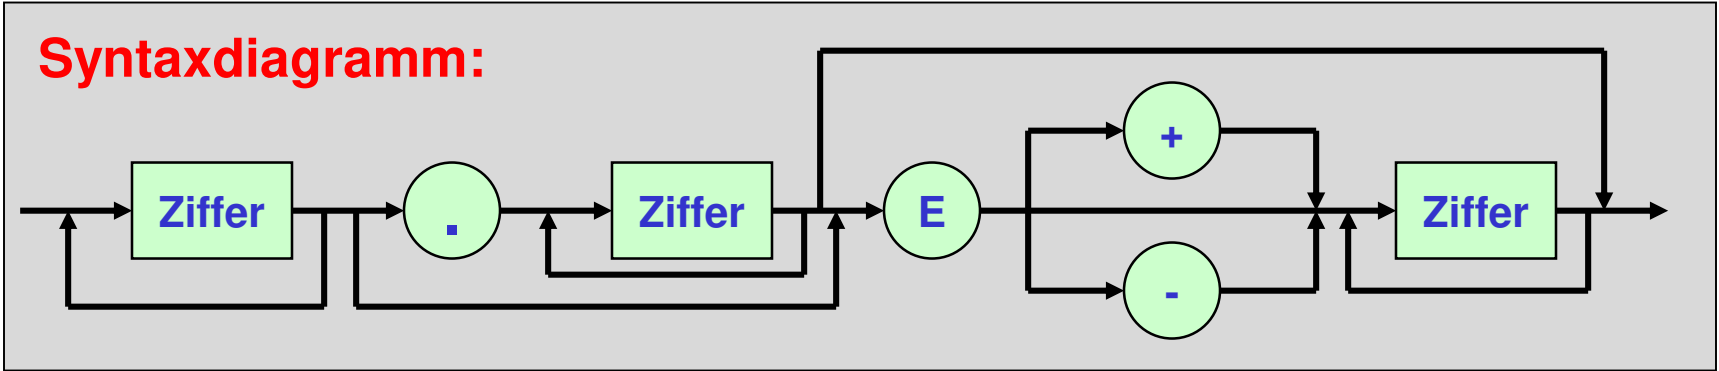 Syntaxdiagramm:
+
Ziffer
.
Ziffer
E
Ziffer
-